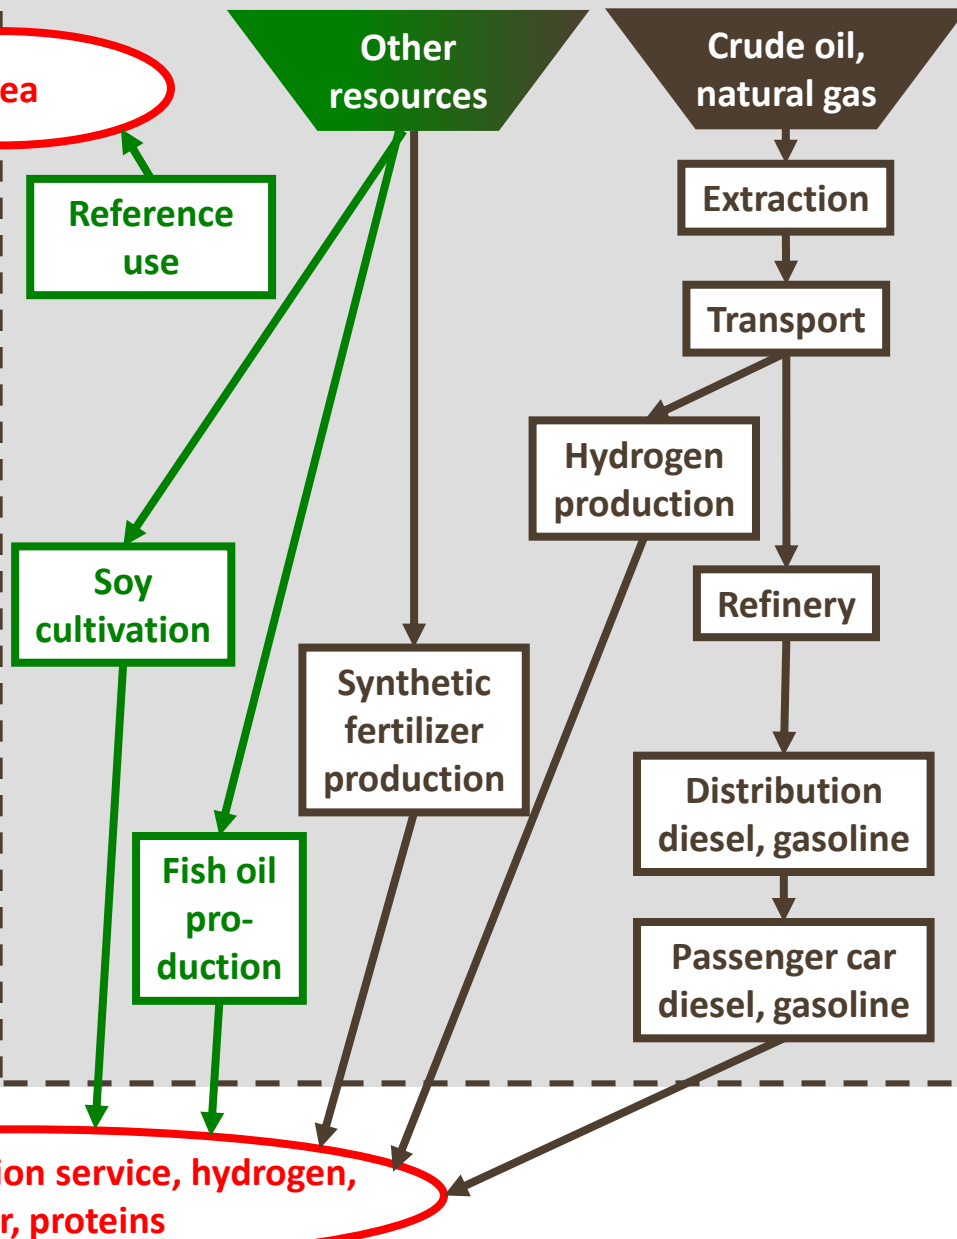 ea
Other
resources
Crude oil,
natural gas
Reference
use
Extraction
Transport
Hydrogen
production
Soy
cultivation
Refinery
Synthetic
fertilizer
production
Distribution
diesel, gasoline
Fish oil
pro-
duction
Passenger car
diesel, gasoline
ion service, hydrogen,
r, proteins